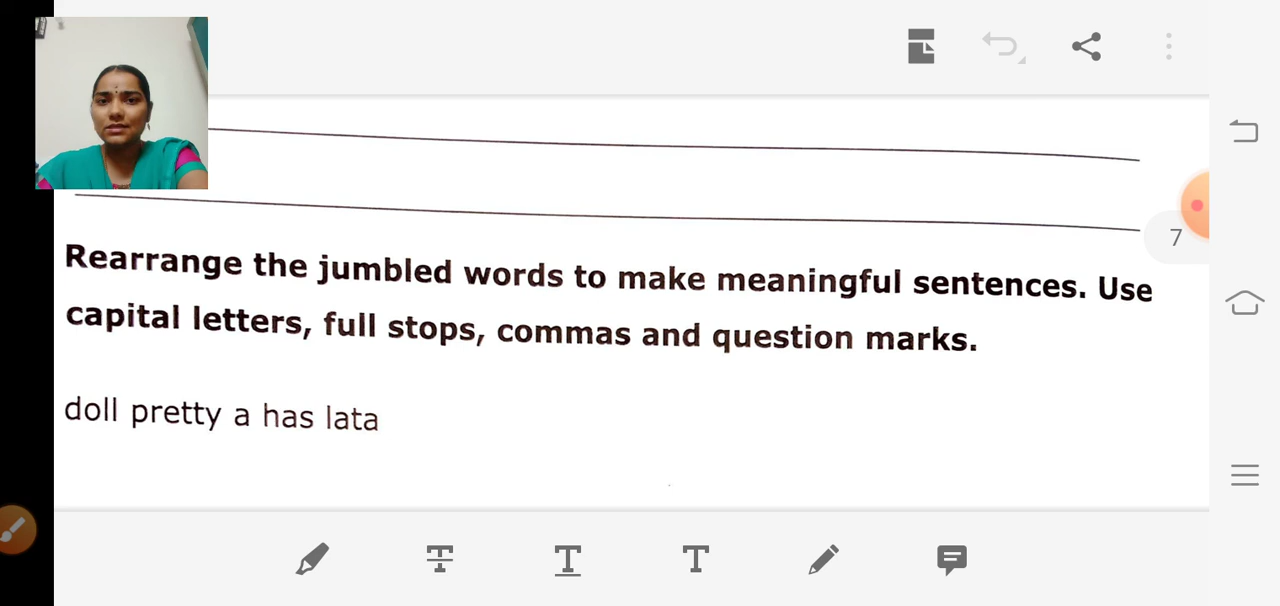 7
Rearrange the jumbled words to make meaningful sentences. Use
capital letters, full stops, commas and question marks.
doll pretty a has lata